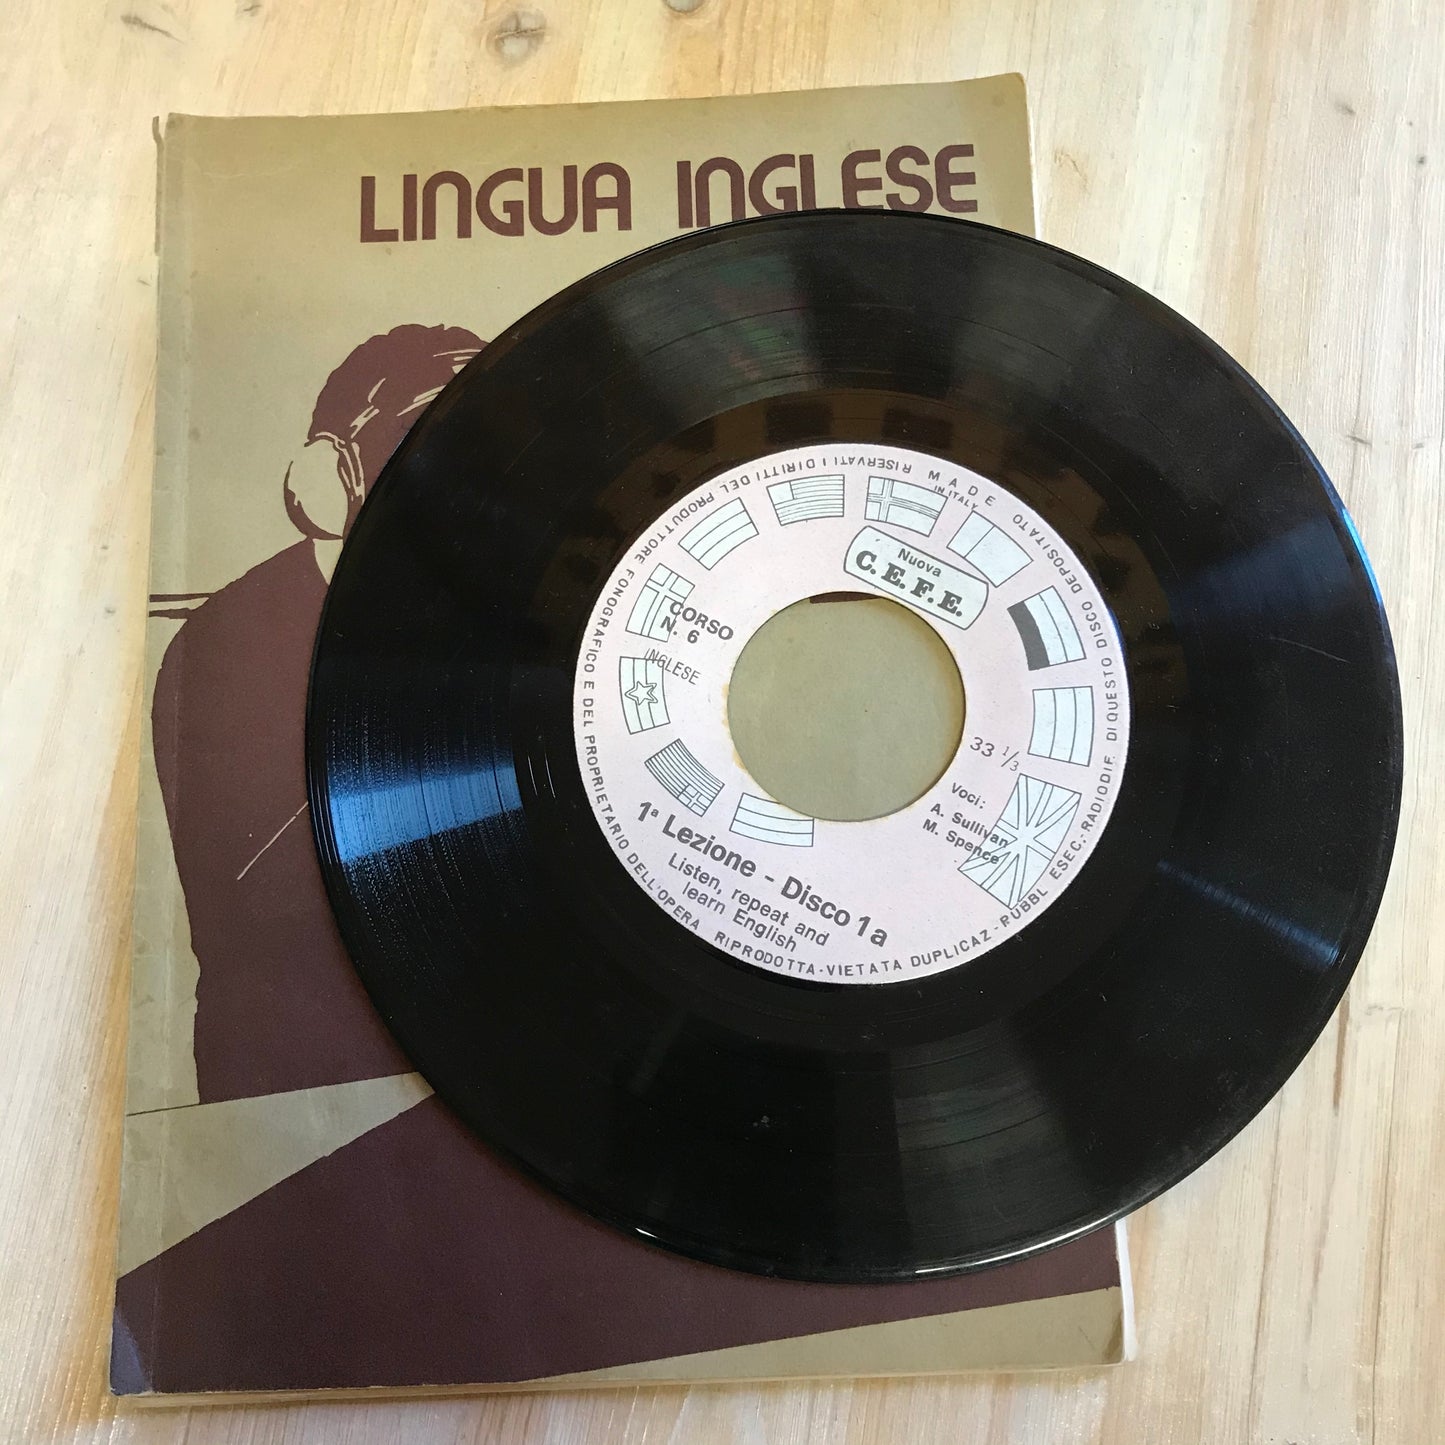 LINGUA INGLESE
MADE
IN ITALY
Nuova
C. E. F. E.
CORSO
N. 6
INGLESE
33 1/3
Voci:
A. Sullivan
M. Spence
1ª Lezione - Disco 1a
Listen, repeat and
learn English
RISERVATI I DIRITTI DEL PRODUTTORE FONOGRAFICO E DEL PROPRIETARIO DELL'OPERA RIPRODOTTA - VIETATA DUPLICAZ - PUBBL ESEC. RADIODIF. DI QUESTO DISCO DEPOSITATO